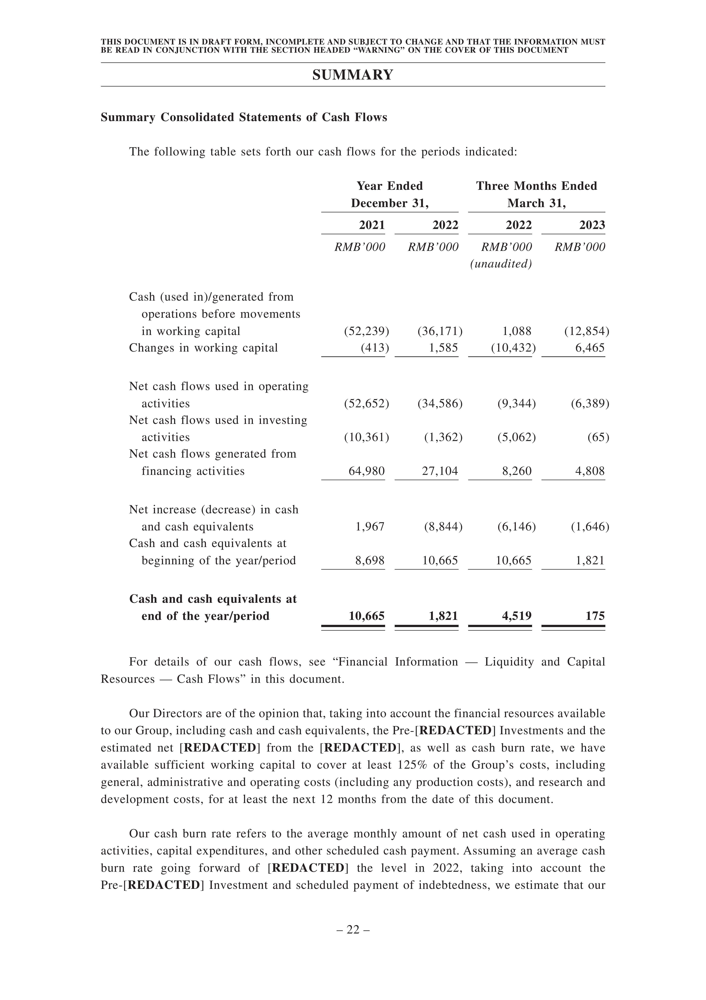 THIS DOCUMENT IS IN DRAFT FORM, INCOMPLETE AND SUBJECT TO CHANGE AND THAT THE INFORMATION MUST
BE READ IN CONJUNCTION WITH THE SECTION HEADED “WARNING” ON THE COVER OF THIS DOCUMENT
SUMMARY
Summary Consolidated Statements of Cash Flows
The following table sets forth our cash flows for the periods indicated:
Year Ended Three Months Ended
December 31, March 31,
2021 2022 2022 2023
RMB’000 RMB’000 RMB’000 RMB’000
(unaudited)
Cash (used in)/generated from
operations before movements
in working capital (52,239) (36,171) 1,088 (12,854)
Changes in working capital (413) 1,585 (10,432) 6,465
Net cash flows used in operating
activities (52,652) (34,586) (9,344) (6,389)
Net cash flows used in investing
activities (10,361) (1,362) (5,062) (65)
Net cash flows generated from
financing activities 64,980 27,104 8,260 4,808
Net increase (decrease) in cash
and cash equivalents 1,967 (8,844) (6,146) (1,646)
Cash and cash equivalents at
beginning of the year/period 8,698 10,665 10,665 1,821
Cash and cash equivalents at
end of the year/period 10,665 1,821 4,519 175
For details of our cash flows, see “Financial Information — Liquidity and Capital
Resources — Cash Flows” in this document.
Our Directors are of the opinion that, taking into account the financial resources available
to our Group, including cash and cash equivalents, the Pre-[REDACTED] Investments and the
estimated net [REDACTED] from the [REDACTED], as well as cash burn rate, we have
available sufficient working capital to cover at least 125% of the Group’s costs, including
general, administrative and operating costs (including any production costs), and research and
development costs, for at least the next 12 months from the date of this document.
Our cash burn rate refers to the average monthly amount of net cash used in operating
activities, capital expenditures, and other scheduled cash payment. Assuming an average cash
burn rate going forward of [REDACTED] the level in 2022, taking into account the
Pre-[REDACTED] Investment and scheduled payment of indebtedness, we estimate that our
– 22 –